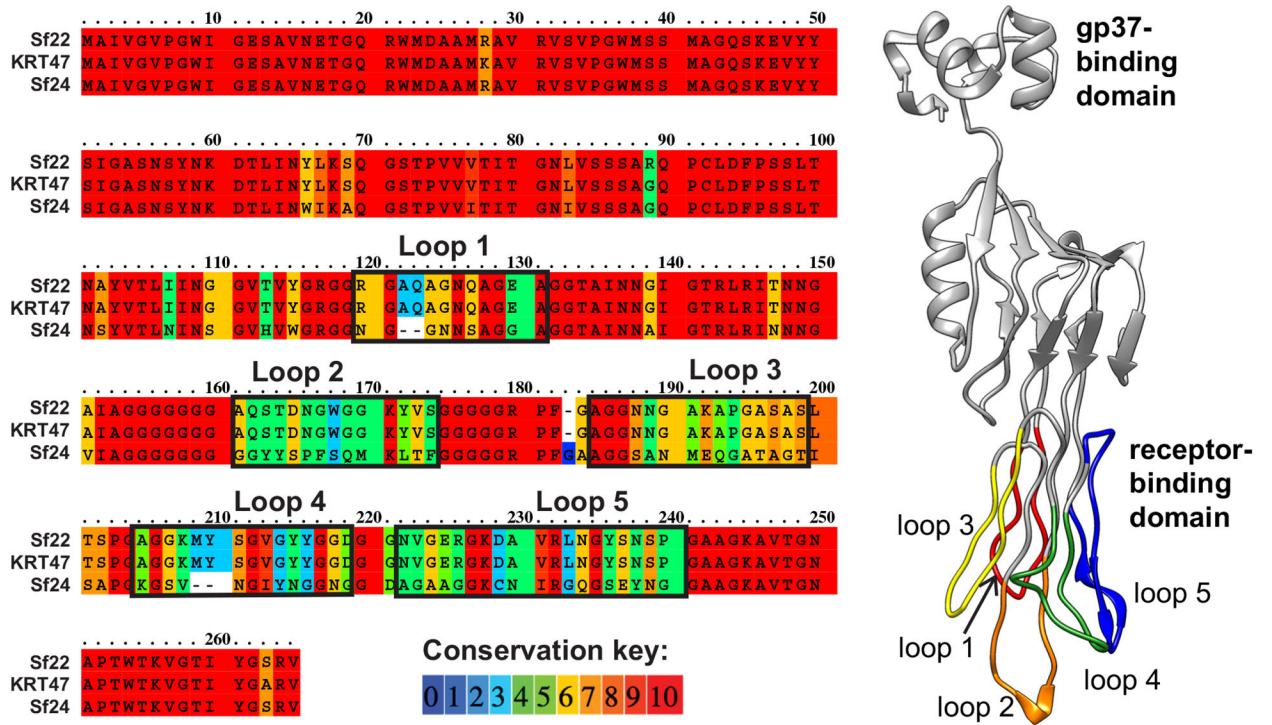 . . . . . . . . . 10 . . . . . . . . . 20 . . . . . . . . . 30 . . . . . . . . . 40 . . . . . . . . . 50
Sf22 MAIVGVPGWI GESAVNETGQ RWMDAAMRAV RVSVPGWMSS MAGQSKEVYY
KRT47 MAIVGVPGWI GESAVNETGQ RWMDAAMKAV RVSVPGWMSS MAGQSKEVYY
Sf24 MAIVGVPGWI GESAVNETGQ RWMDAAMRAV RVSVPGWMSS MAGQSKEVYY
. . . . . . . . . 60 . . . . . . . . . 70 . . . . . . . . . 80 . . . . . . . . . 90 . . . . . . . . . 100
Sf22 SIGASNSYNK DTLINYLKSQ GSTPVVVTIT GNLVSSSARQ PCLDFPSSLT
KRT47 SIGASNSYNK DTLINYLKSQ GSTPVVVTIT GNLVSSSAGQ PCLDFPSSLT
Sf24 SIGASNSYNK DTLINWIKAQ GSTPVVITIT GNIVSSSAGQ PCLDFPSSLT
Loop 1
. . . . . . . . . 110 . . . . . . . . . 120 . . . . . . . . . 130 . . . . . . . . . 140 . . . . . . . . . 150
Sf22 NAYVTLIING GVTVYGRGGR GAQAGNQAGE AGGTAINNGI GTRLRITNNG
KRT47 NAYVTLIING GVTVYGRGGR GAQAGNQAGE AGGTAINNGI GTRLRITNNG
Sf24 NSYVTLNINS GVHVWGRGGN G--GNNSAGG AGGTAINNAI GTRLRINNNG
Loop 2 Loop 3
. . . . . . . . . 160 . . . . . . . . . 170 . . . . . . . . . 180 . . . . . . . . . 190 . . . . . . . . . 200
Sf22 AIAGGGGGGG AQSTDNGWGG KYVSGGGGGR PF-GAGGNNG AKAPGASASL
KRT47 AIAGGGGGGG AQSTDNGWGG KYVSGGGGGR PF-GAGGNNG AKAPGASASL
Sf24 VIAGGGGGGG GGYYSPFSQM KLTFGGGGGR PFGAAGGSAN MEQGATAGTI
Loop 4 Loop 5
. . . . . . . . . 210 . . . . . . . . . 220 . . . . . . . . . 230 . . . . . . . . . 240 . . . . . . . . . 250
Sf22 TSPGAGGKMY SGVGYYGGDG GNVGERGKDA VRLNGYSNSP GAAGKAVTGN
KRT47 TSPGAGGKMY SGVGYYGGDG GNVGERGKDA VRLNGYSNSP GAAGKAVTGN
Sf24 SAPGKGSV-- NGIYNGGNGG DAGAAGGKCN IRGQGSEYNG GAAGKAVTGN
. . . . . . . . . 260 . . . . .
Sf22 APTWTKVGTI YGSRV
KRT47 APTWTKVGTI YGARV
Sf24 APTWTKVGTI YGSRV
Conservation key:
0 1 2 3 4 5 6 7 8 9 10
gp37-
binding
domain
receptor-
binding
domain
loop 3
loop 1
loop 2
loop 5
loop 4